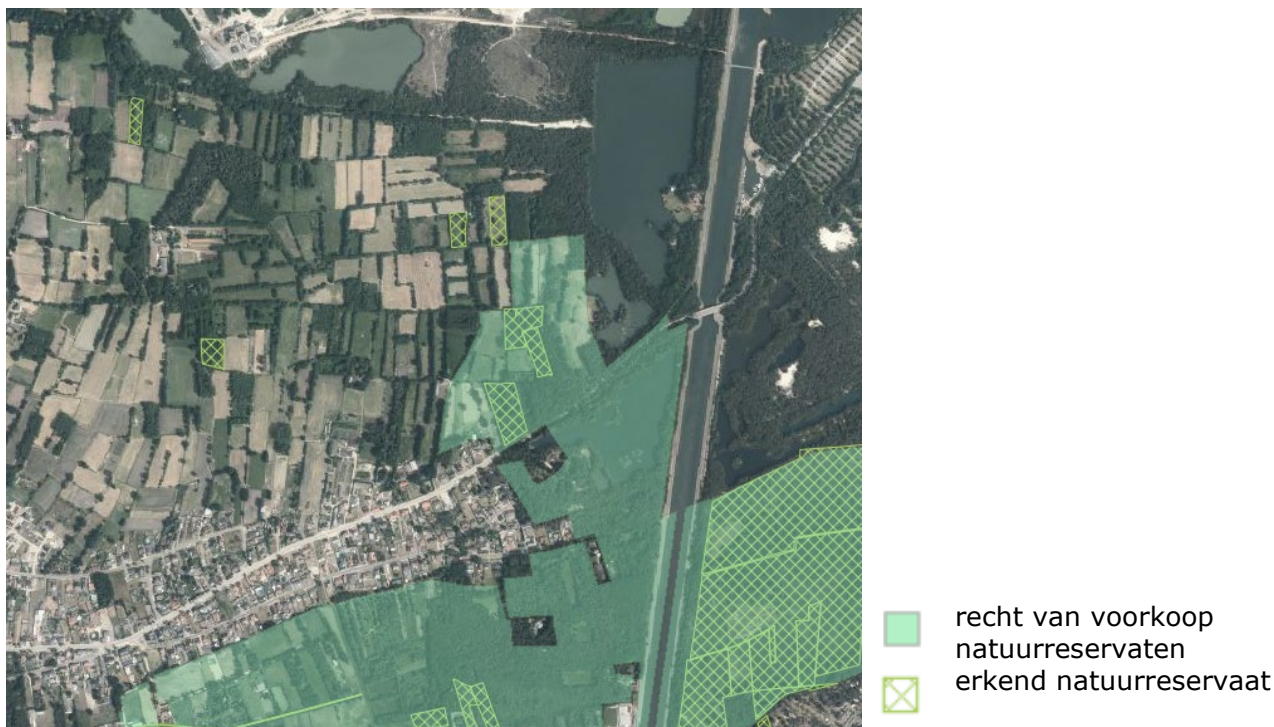 recht van voorkoop
natuurreservaten
erkend natuurreservaat